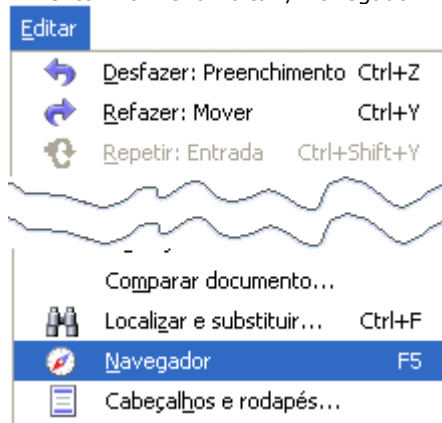 Editar
Desfazer: Preenchimento Ctrl+Z
Refazer: Mover Ctrl+Y
Repetir: Entrada Ctrl+Shift+Y
Comparar documento...
Localizar e substituir... Ctrl+F
Navegador F5
Cabeçalhos e rodapés...